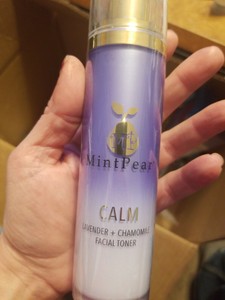 MintPear
CALM
LAVENDER + CHAMOMILE
FACIAL TONER